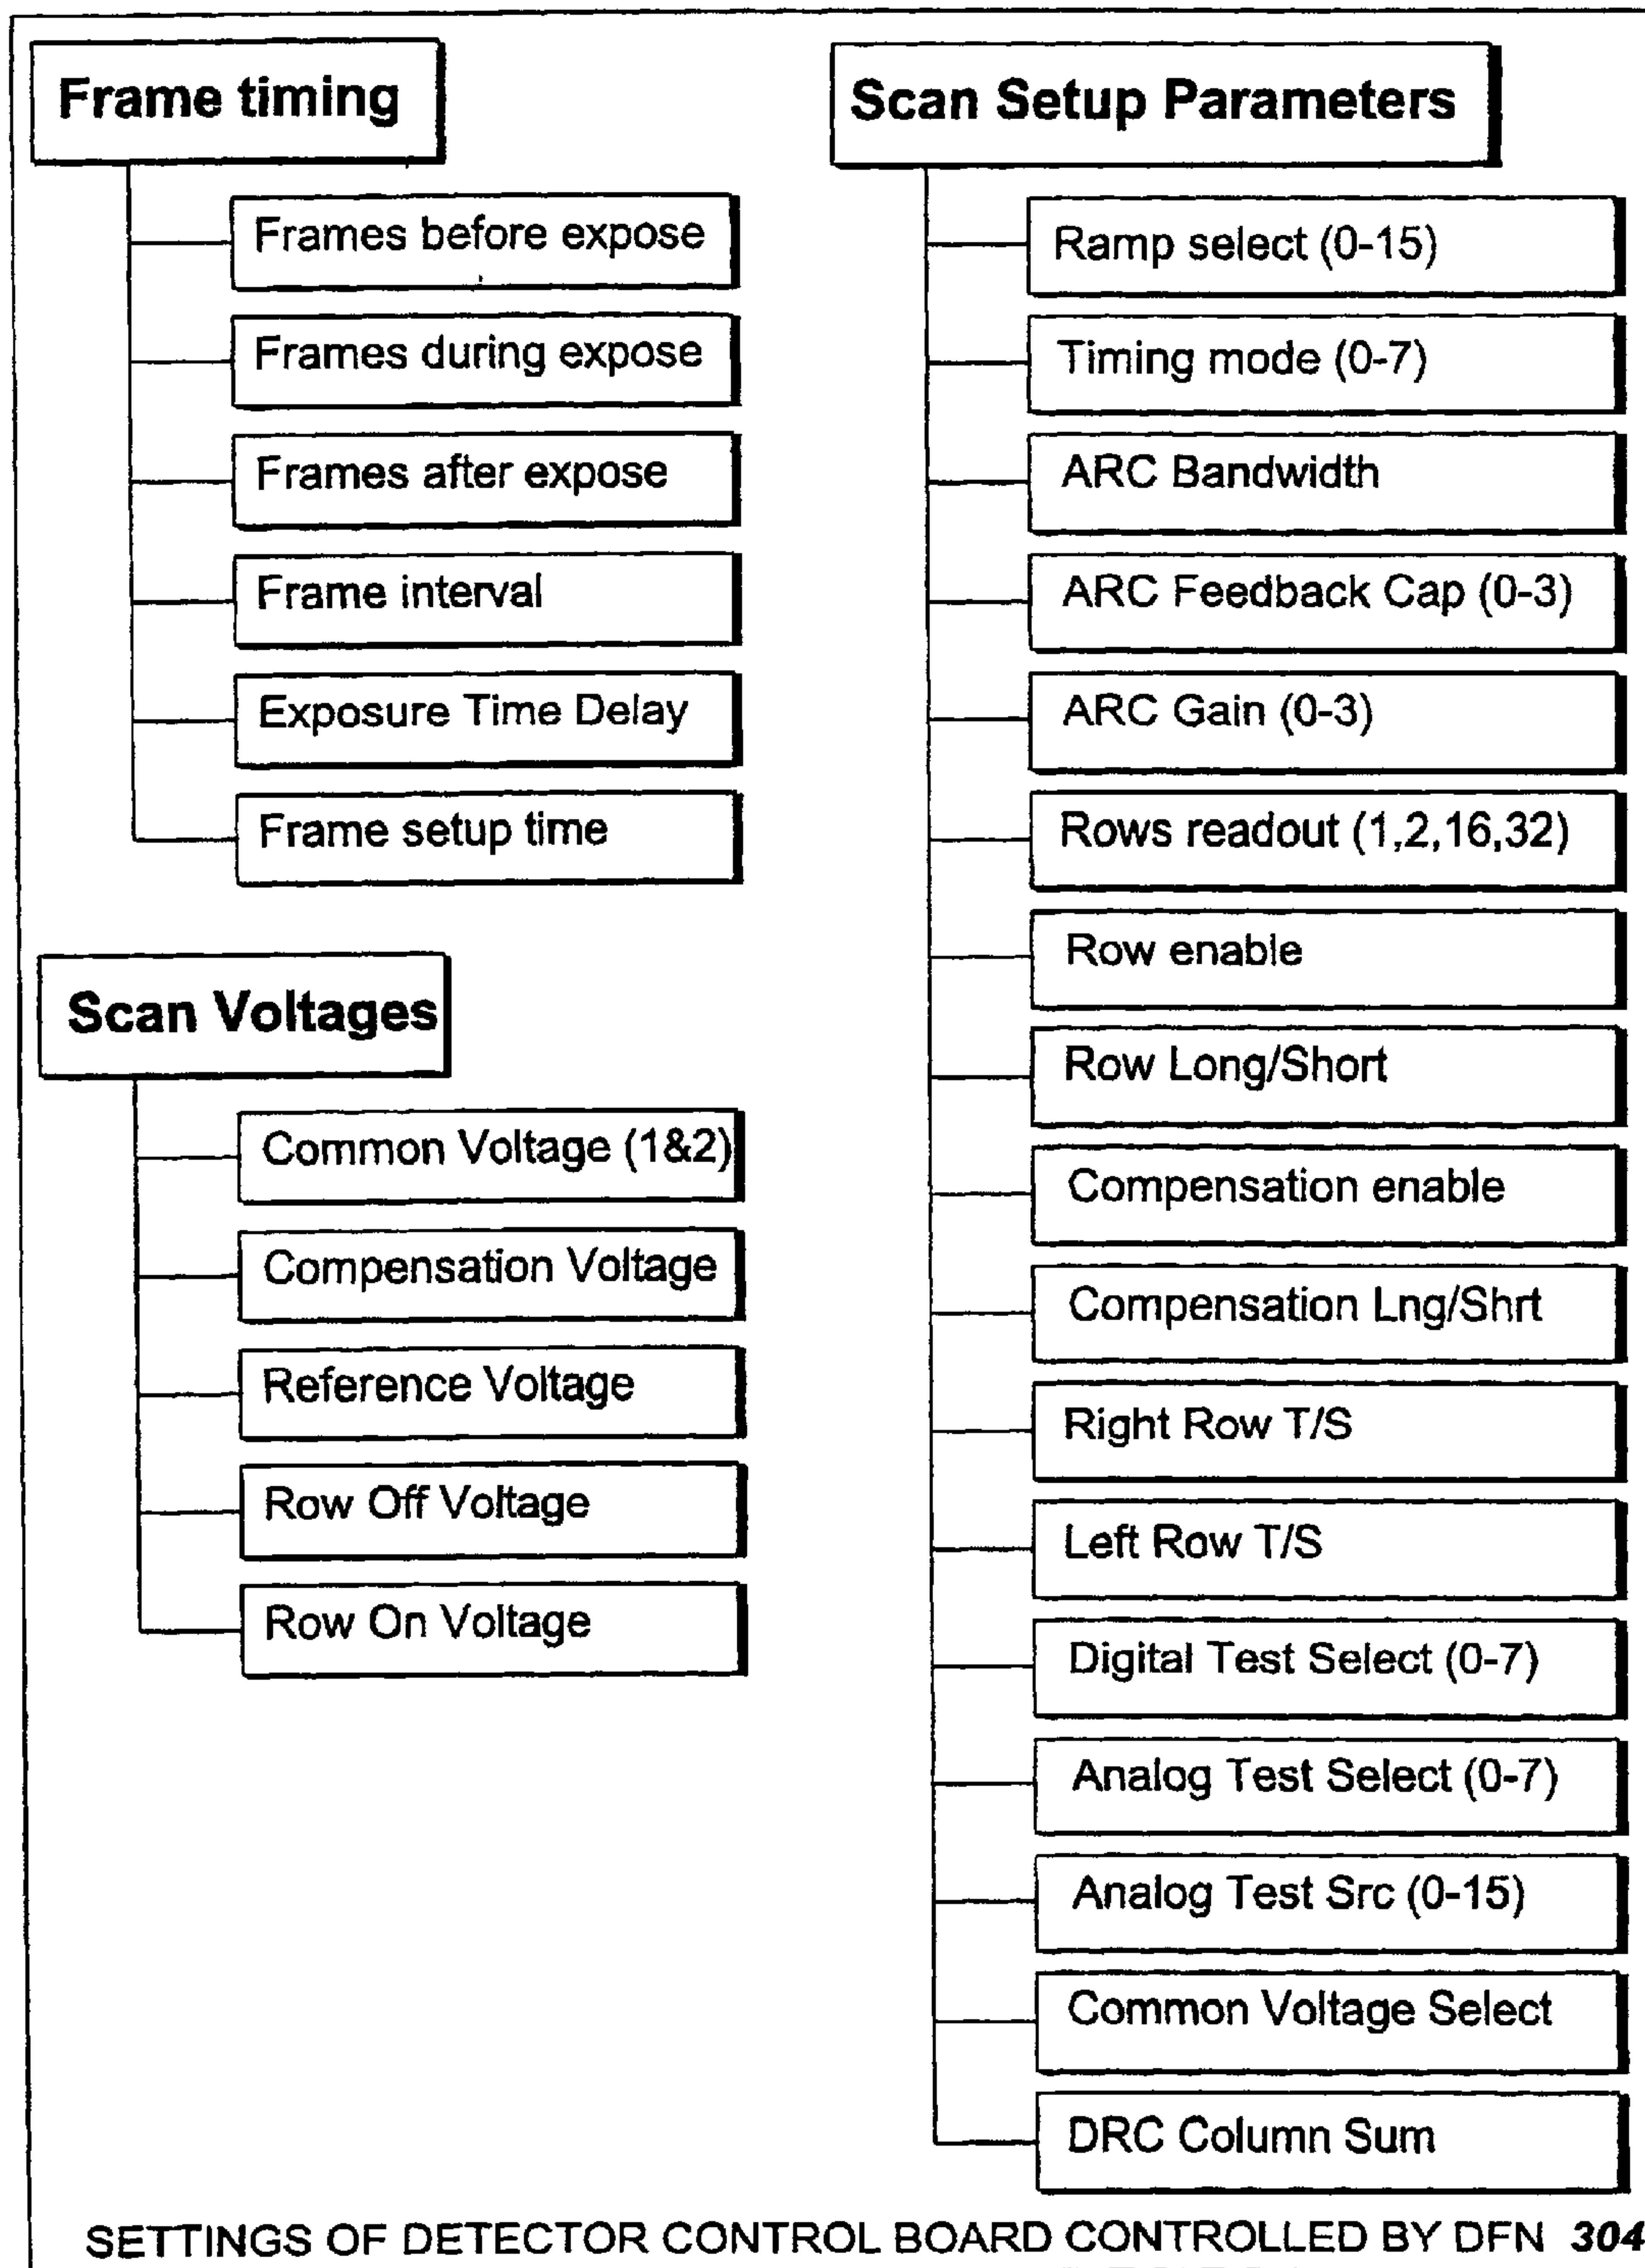 Frame timing
Frames before expose
Frames during expose
Frames after expose
Frame interval
Exposure Time Delay
Frame setup time
Scan Voltages
Common Voltage (1&2)
Compensation Voltage
Reference Voltage
Row Off Voltage
Row On Voltage
Scan Setup Parameters
Ramp select (0-15)
Timing mode (0-7)
ARC Bandwidth
ARC Feedback Cap (0-3)
ARC Gain (0-3)
Rows readout (1,2,16,32)
Row enable
Row Long/Short
Compensation enable
Compensation Lng/Shrt
Right Row T/S
Left Row T/S
Digital Test Select (0-7)
Analog Test Select (0-7)
Analog Test Src (0-15)
Common Voltage Select
DRC Column Sum
SETTINGS OF DETECTOR CONTROL BOARD CONTROLLED BY DFN 304